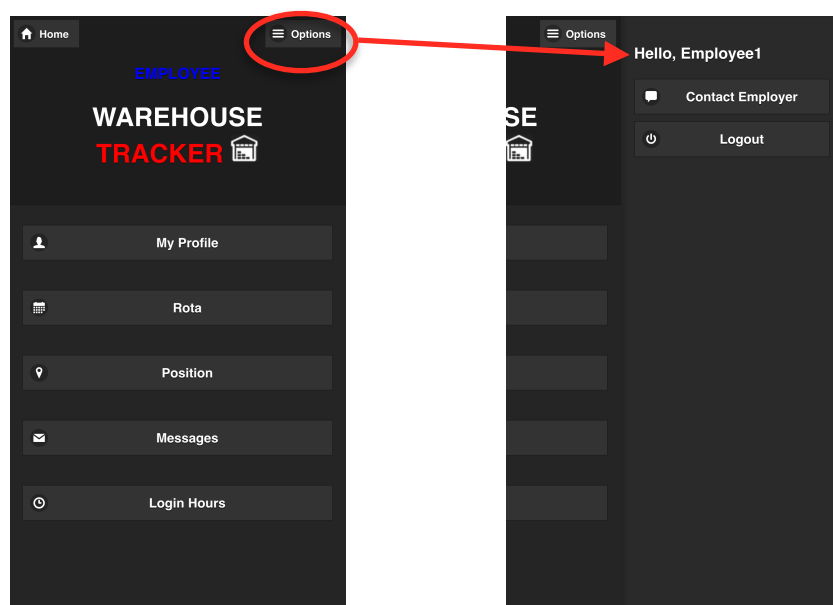 Home
Options
EMPLOYEE
WAREHOUSE
TRACKER
My Profile
Rota
Position
Messages
Login Hours
Options
SE
Hello, Employee1
Contact Employer
Logout